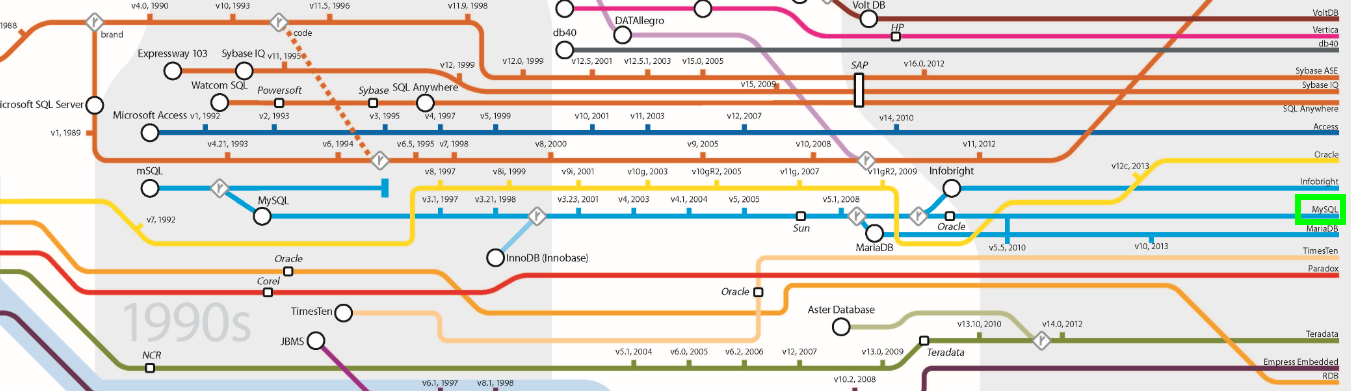 1988
v4.0, 1990
v10, 1993
v11.5, 1996
v11.9, 1998
Volt DB
VoltDB
brand
code
DATAllegro
HP
Vertica
db40
db40
Expressway 103
Sybase IQ
v11, 1995
v12, 1999
v12.0, 1999
v12.5, 2001
v12.5.1, 2003
v15.0, 2005
SAP
v16.0, 2012
Sybase ASE
v15, 2009
Sybase IQ
Watcom SQL
Powersoft
Sybase
SQL Anywhere
SQL Anywhere
icrosoft SQL Server
Microsoft Access
v1, 1992
v2, 1993
v3, 1995
v4, 1997
v5, 1999
v10, 2001
v11, 2003
v12, 2007
v14, 2010
Access
v1, 1989
v4.21, 1993
v6, 1994
v6.5, 1995
v7, 1998
v8, 2000
v9, 2005
v10, 2008
v11, 2012
Oracle
mSQL
v8, 1997
v8i, 1999
v9i, 2001
v10g, 2003
v10gR2, 2005
v11g, 2007
v11gR2, 2009
Infobright
v12c, 2013
Infobright
MySQL
v3.1, 1997
v3.21, 1998
v3.23, 2001
v4, 2003
v4.1, 2004
v5, 2005
v5.1, 2008
MySQL
v7, 1992
Sun
Oracle
MariaDB
MariaDB
v5.5, 2010
v10, 2013
InnoDB (Innobase)
TimesTen
Oracle
Paradox
Corel
Oracle
1990s
TimesTen
Aster Database
v13.10, 2010
v14.0, 2012
Teradata
JBMS
NCR
v5.1, 2004
v6.0, 2005
v6.2, 2006
v12, 2007
v13.0, 2009
Teradata
Empress Embedded
RDB
v6.1, 1997
v8.1, 1998
v10.2, 2008